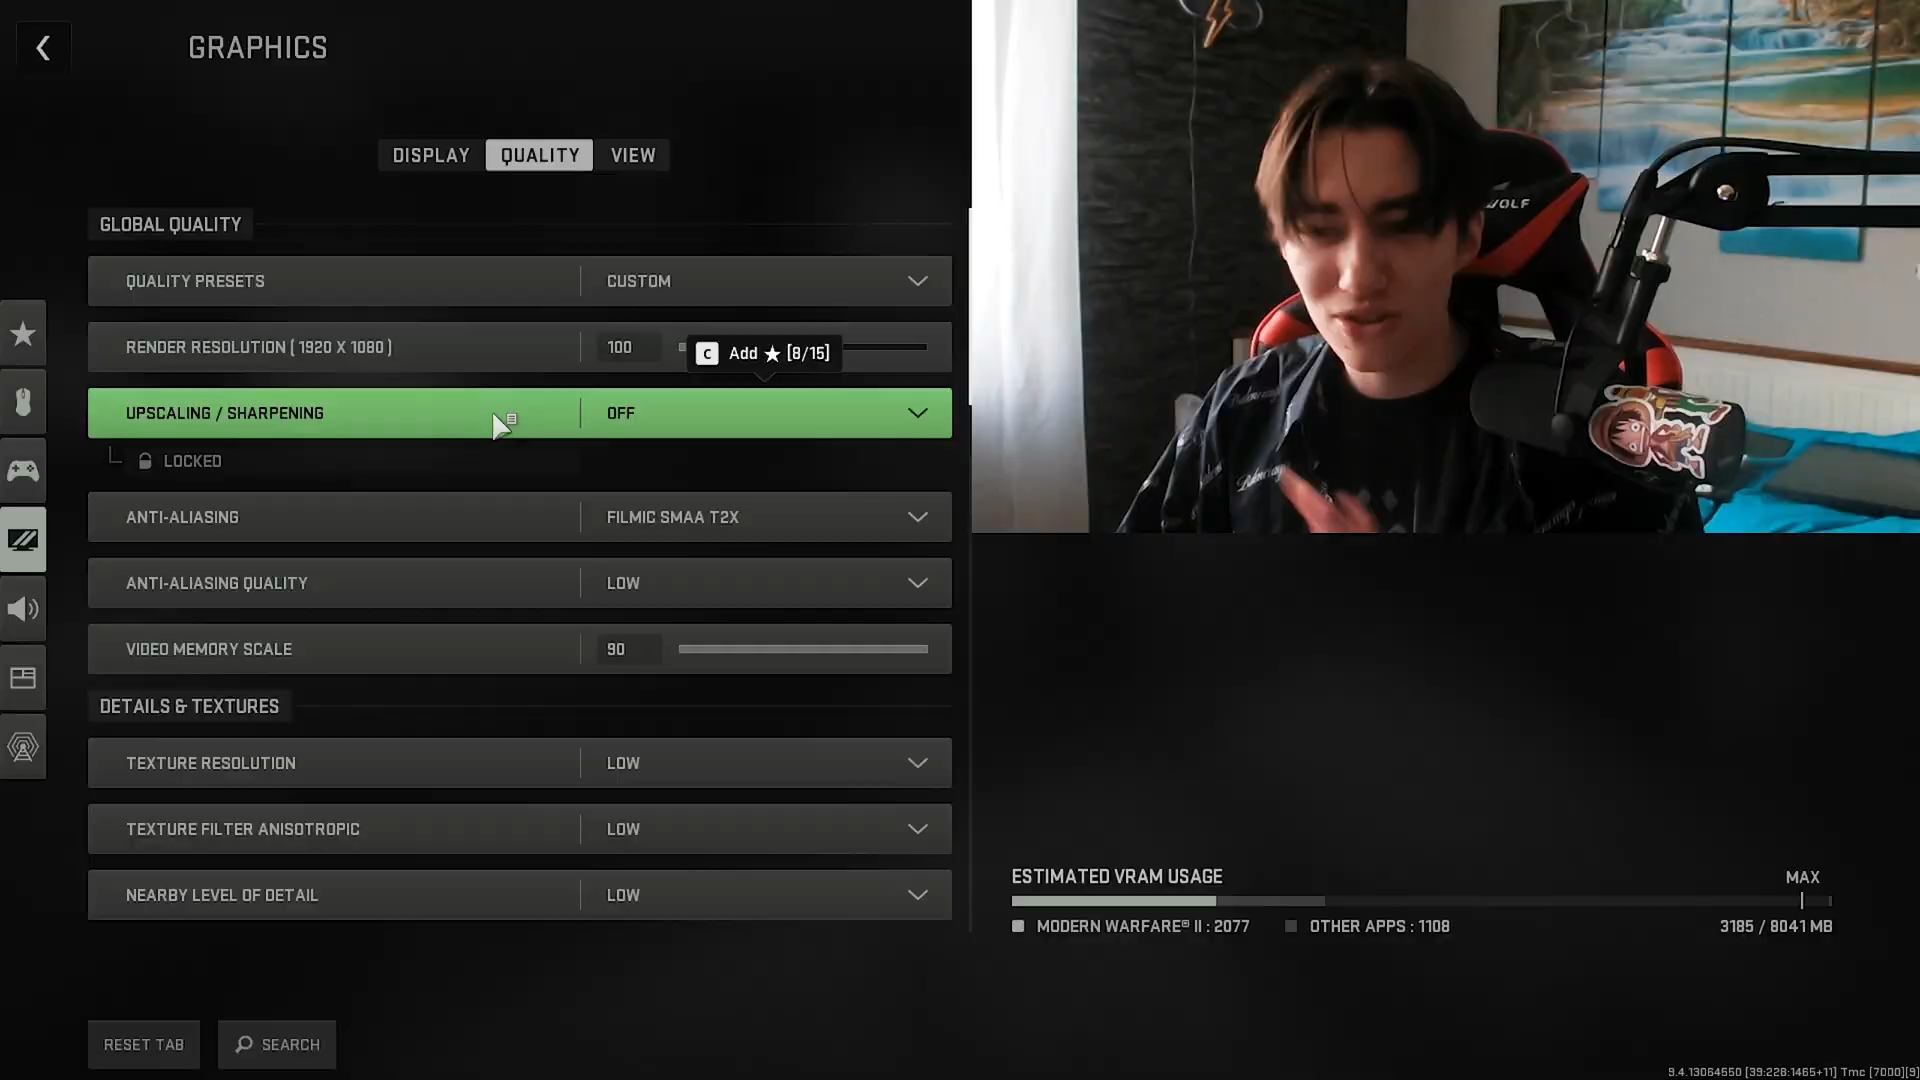 GRAPHICS
DISPLAY QUALITY VIEW
GLOBAL QUALITY
QUALITY PRESETS CUSTOM
RENDER RESOLUTION ( 1920 X 1080 ) 100
C Add ★ [8/15]
UPSCALING / SHARPENING OFF
LOCKED
ANTI-ALIASING FILMIC SMAA T2X
ANTI-ALIASING QUALITY LOW
VIDEO MEMORY SCALE 90
DETAILS & TEXTURES
TEXTURE RESOLUTION LOW
TEXTURE FILTER ANISOTROPIC LOW
NEARBY LEVEL OF DETAIL LOW
RESET TAB SEARCH
WOLF
ESTIMATED VRAM USAGE MAX
MODERN WARFARE® II : 2077 OTHER APPS : 1108 3185 / 8041 MB
9.4.13064550 [39:228:1465+11] Tmc [7000][9]